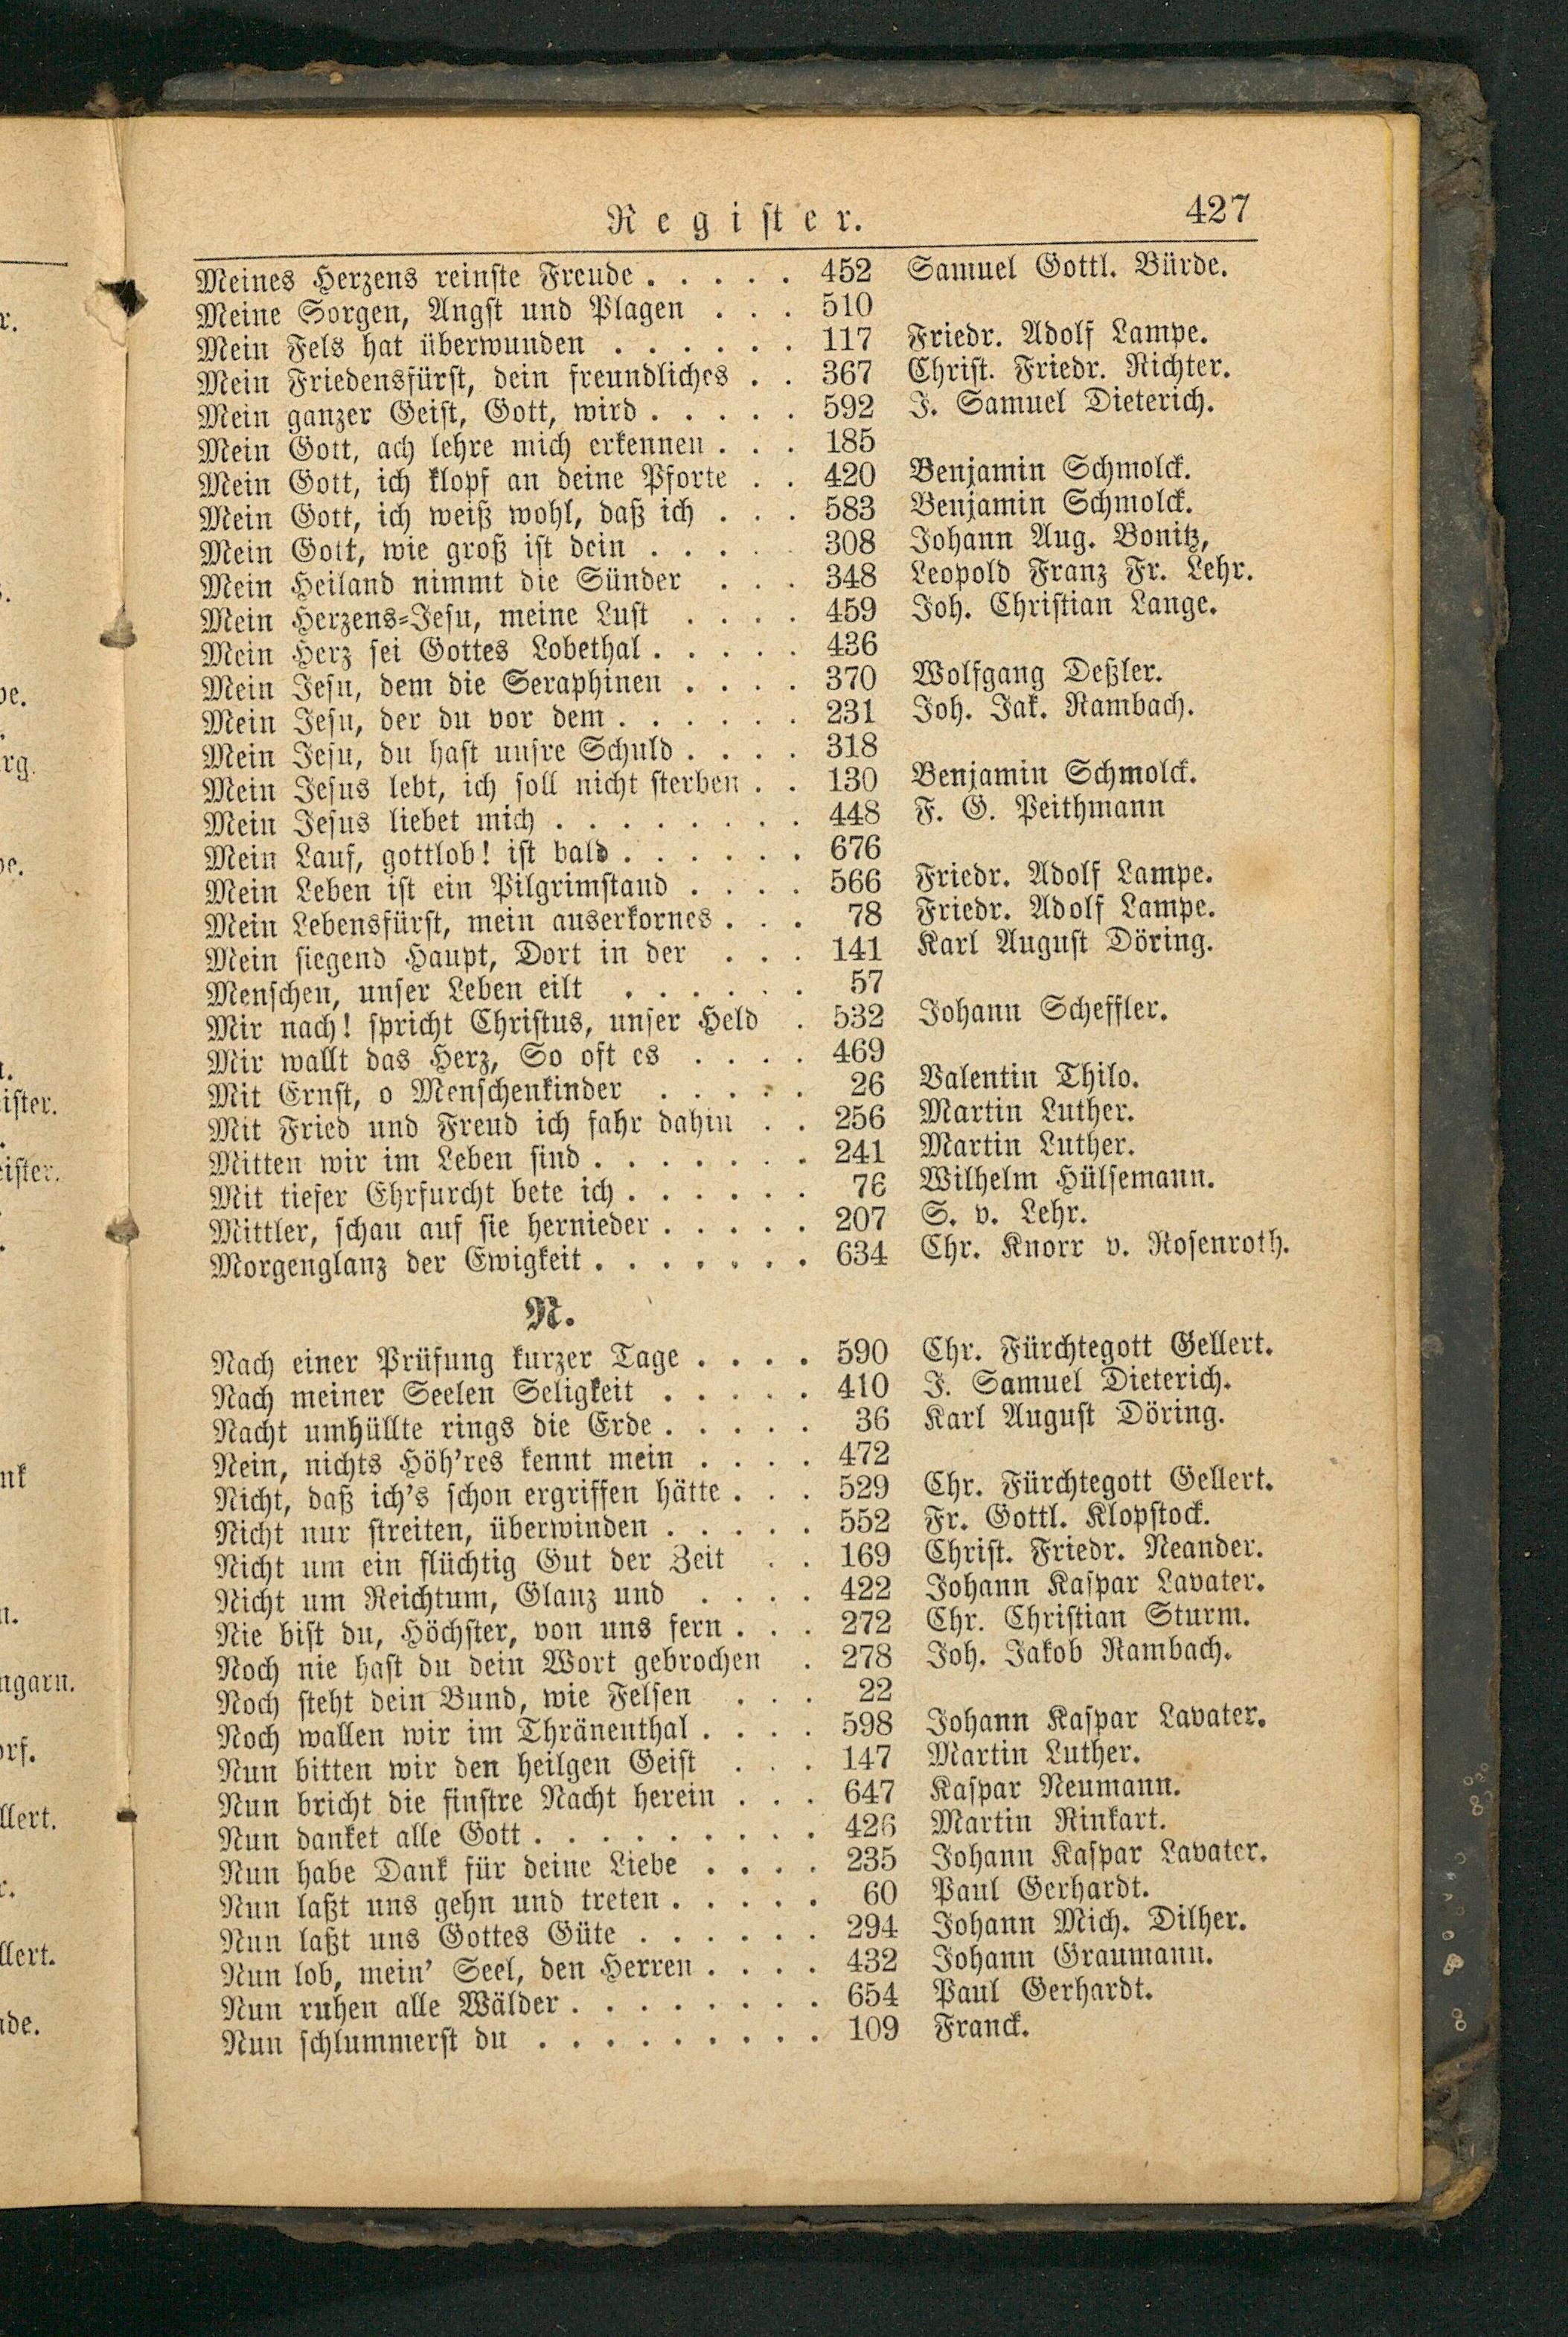 Register. 427
Meines Herzens reinste Freude . . . . . 452 Samuel Gottl. Bürde.
Meine Sorgen, Angst und Plagen . . . 510
Mein Fels hat überwunden . . . . . . 117 Friedr. Adolf Lampe.
Mein Friedensfürst, dein freundliches . . 367 Christ. Friedr. Richter.
Mein ganzer Geist, Gott, wird . . . . . 592 J. Samuel Dieterich.
Mein Gott, ach lehre mich erkennen . . . 185
Mein Gott, ich klopf an deine Pforte . . 420 Benjamin Schmolck.
Mein Gott, ich weiß wohl, daß ich . . . 583 Benjamin Schmolck.
Mein Gott, wie groß ist dein . . . . . 308 Johann Aug. Bonitz,
Mein Heiland nimmt die Sünder . . . 348 Leopold Franz Fr. Lehr.
Mein Herzens-Jesu, meine Lust . . . . 459 Joh. Christian Lange.
Mein Herz sei Gottes Lobethal . . . . . 436
Mein Jesu, dem die Seraphinen . . . . 370 Wolfgang Deßler.
Mein Jesu, der du vor dem . . . . . . 231 Joh. Jak. Rambach.
Mein Jesu, du hast unsre Schuld . . . . 318
Mein Jesus lebt, ich soll nicht sterben . . 130 Benjamin Schmolck.
Mein Jesus liebet mich . . . . . . . . 448 F. G. Peithmann
Mein Lauf, gottlob! ist bald . . . . . . 676
Mein Leben ist ein Pilgrimstand . . . . 566 Friedr. Adolf Lampe.
Mein Lebensfürst, mein auserkornes . . . 78 Friedr. Adolf Lampe.
Mein siegend Haupt, Dort in der . . . 141 Karl August Döring.
Menschen, unser Leben eilt . . . . . . 57
Mir nach! spricht Christus, unser Held . 532 Johann Scheffler.
Mir wallt das Herz, So oft es . . . . 469
Mit Ernst, o Menschenkinder . . . . . 26 Valentin Thilo.
Mit Fried und Freud ich fahr dahin . . 256 Martin Luther.
Mitten wir im Leben sind . . . . . . . 241 Martin Luther.
Mit tiefer Ehrfurcht bete ich . . . . . . 76 Wilhelm Hülsemann.
Mittler, schau auf sie hernieder . . . . . 207 S. v. Lehr.
Morgenglanz der Ewigkeit . . . . . . . 634 Chr. Knorr v. Rosenroth.
N.
Nach einer Prüfung kurzer Tage . . . . 590 Chr. Fürchtegott Gellert.
Nach meiner Seelen Seligkeit . . . . . 410 J. Samuel Dieterich.
Nacht umhüllte rings die Erde . . . . . 36 Karl August Döring.
Nein, nichts Höh'res kennt mein . . . . 472
Nicht, daß ich's schon ergriffen hätte . . . 529 Chr. Fürchtegott Gellert.
Nicht nur streiten, überwinden . . . . . 552 Fr. Gottl. Klopstock.
Nicht um ein flüchtig Gut der Zeit . . 169 Christ. Friedr. Neander.
Nicht um Reichtum, Glanz und . . . . 422 Johann Kaspar Lavater.
Nie bist du, Höchster, von uns fern . . . 272 Chr. Christian Sturm.
Noch nie hast du dein Wort gebrochen . 278 Joh. Jakob Rambach.
Noch steht dein Bund, wie Felsen . . . 22
Noch wallen wir im Thränenthal . . . . 598 Johann Kaspar Lavater.
Nun bitten wir den heilgen Geist . . . 147 Martin Luther.
Nun bricht die finstre Nacht herein . . . 647 Kaspar Neumann.
Nun danket alle Gott . . . . . . . . . 426 Martin Rinkart.
Nun habe Dank für deine Liebe . . . . 235 Johann Kaspar Lavater.
Nun laßt uns gehn und treten . . . . . 60 Paul Gerhardt.
Nun laßt uns Gottes Güte . . . . . . 294 Johann Mich. Dilher.
Nun lob, mein' Seel, den Herren . . . . 432 Johann Graumann.
Nun ruhen alle Wälder . . . . . . . . 654 Paul Gerhardt.
Nun schlummerst du . . . . . . . . . 109 Franck.